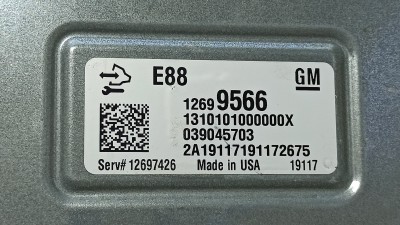 E88 GM
12699566
1310101000000X
039045703
2A19117191172675
Serv# 12697426 Made in USA 19117